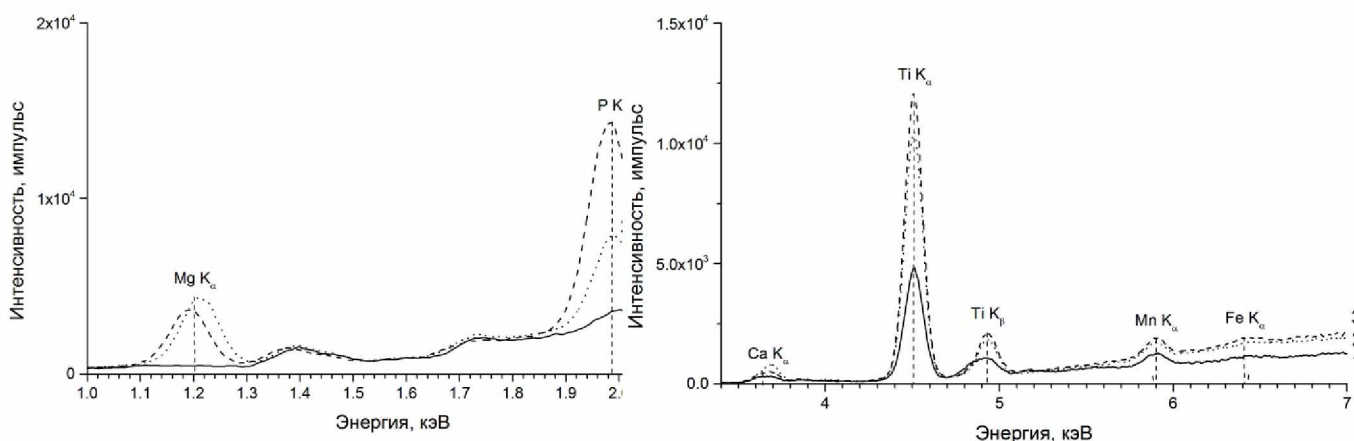 2x10⁴
1x10⁴
0
Интенсивность, импульс
Mg Kα
P K
1.0 1.1 1.2 1.3 1.4 1.5 1.6 1.7 1.8 1.9 2.
Энергия, кэВ
1.5x10⁴
1.0x10⁴
5.0x10³
0.0
Интенсивность, импульс
Ti Kα
Ca Kα
Ti Kβ
Mn Kα
Fe Kα
4 5 6 7
Энергия, кэВ